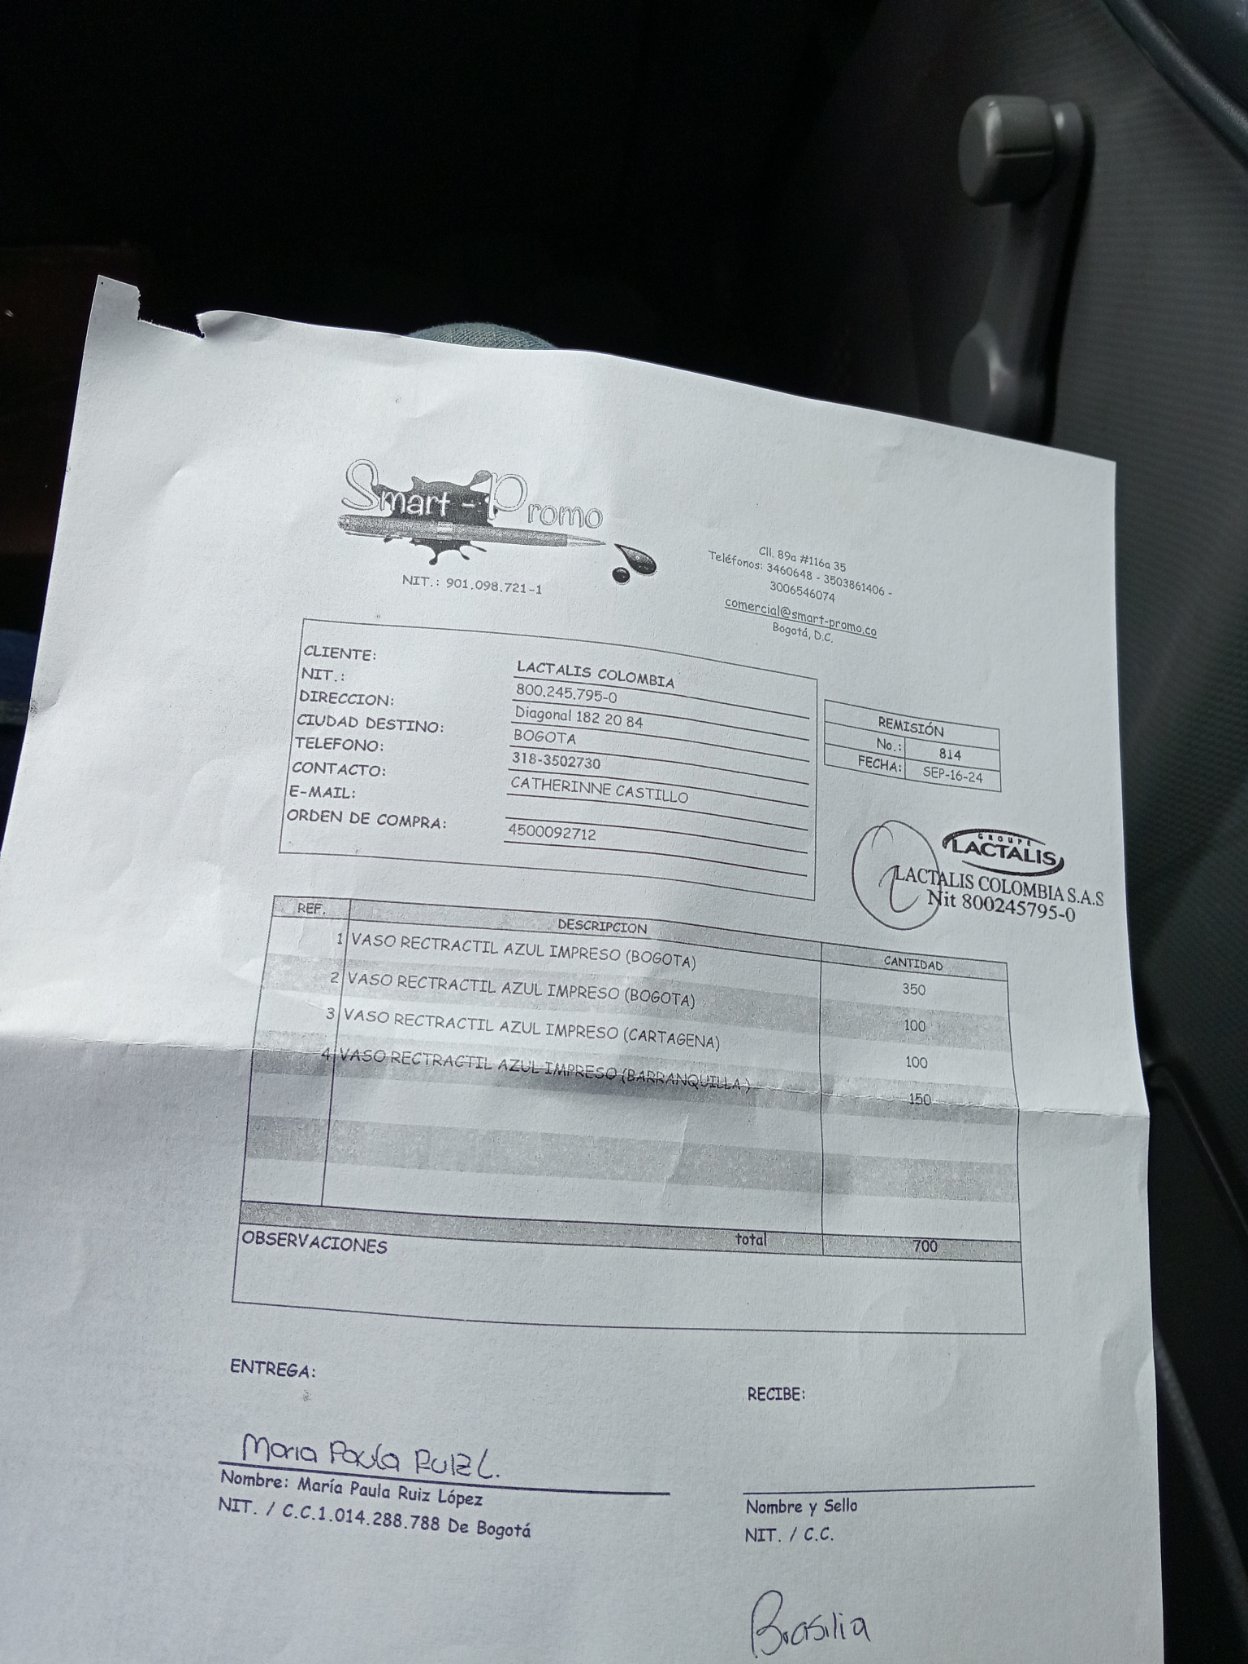 Smart - Promo
NIT.: 901.098.721-1
Cll. 89a #116a 35
Teléfonos: 3460648 - 3503861406 -
3006546074
comercial@smart-promo.co
Bogotá, D.C.
CLIENTE: LACTALIS COLOMBIA
NIT.: 800.245.795-0
DIRECCION: Diagonal 182 20 84
CIUDAD DESTINO: BOGOTA
TELEFONO: 318-3502730
CONTACTO: CATHERINNE CASTILLO
E-MAIL:
ORDEN DE COMPRA: 4500092712
REMISIÓN
No.: 814
FECHA: SEP-16-24
GROUPE
LACTALIS
LACTALIS COLOMBIA S.A.S
Nit 800245795-0
REF. DESCRIPCION CANTIDAD
1 VASO RECTRACTIL AZUL IMPRESO (BOGOTA) 350
2 VASO RECTRACTIL AZUL IMPRESO (BOGOTA) 100
3 VASO RECTRACTIL AZUL IMPRESO (CARTAGENA) 100
4 VASO RECTRACTIL AZUL IMPRESO (BARRANQUILLA ) 150
total 700
OBSERVACIONES
ENTREGA:
RECIBE:
Maria Paula Ruiz L.
Nombre: María Paula Ruiz López
NIT. / C.C.1.014.288.788 De Bogotá
Nombre y Sello
NIT. / C.C.
Brasilia